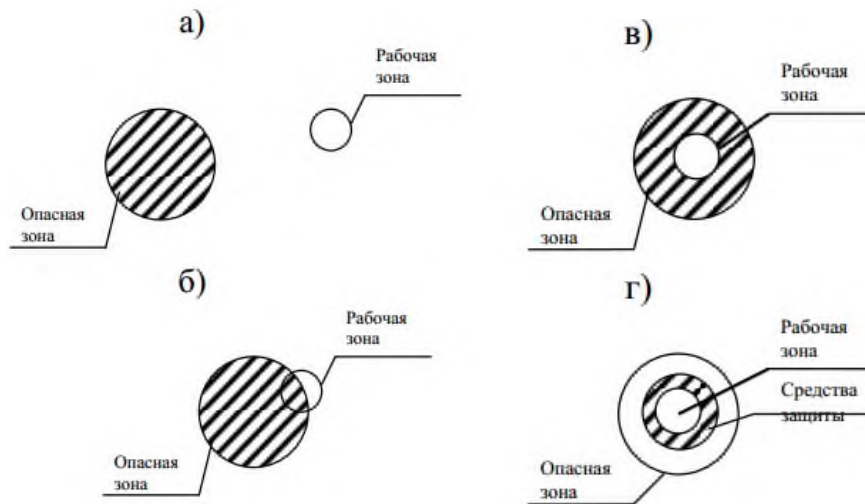 а)
Рабочая
зона
Опасная
зона
в)
Рабочая
зона
Опасная
зона
б)
Рабочая
зона
Опасная
зона
г)
Рабочая
зона
Средства
защиты
Опасная
зона